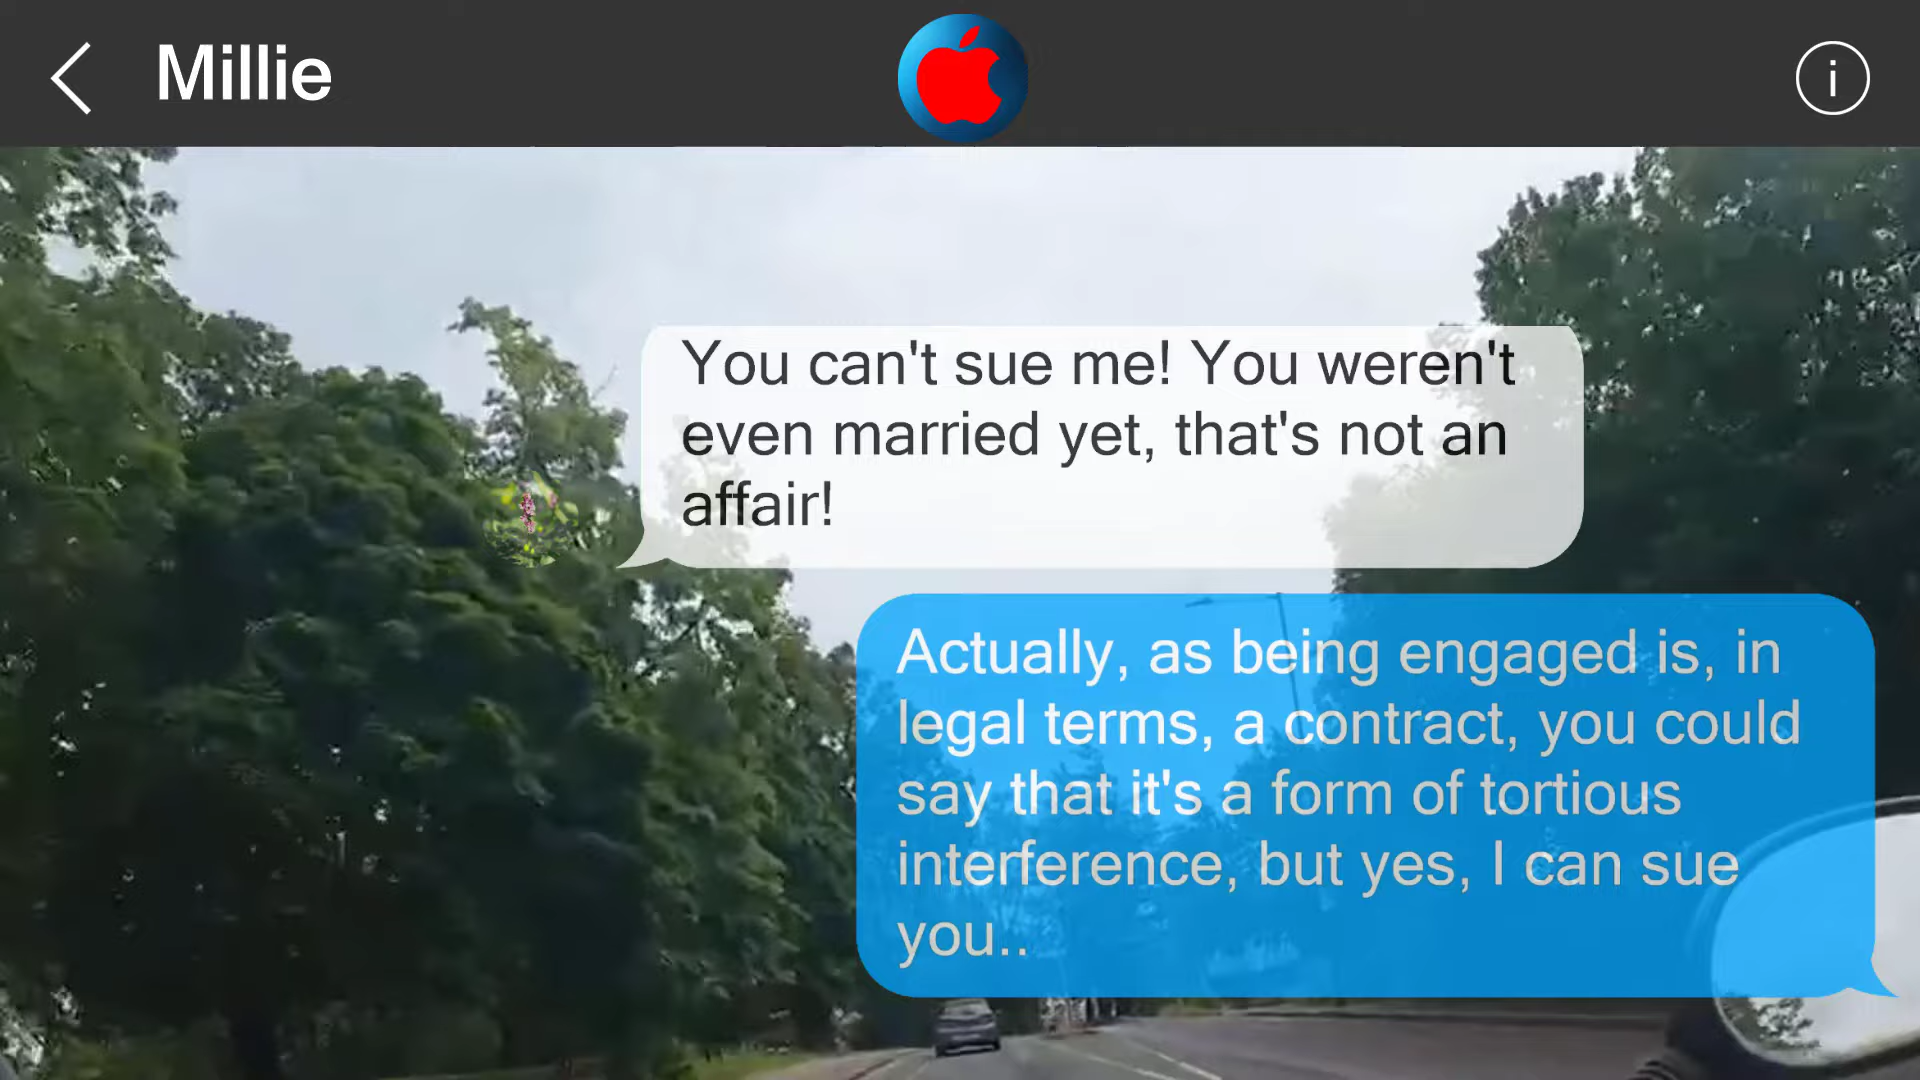 Millie
i
You can't sue me! You weren't
even married yet, that's not an
affair!
Actually, as being engaged is, in
legal terms, a contract, you could
say that it's a form of tortious
interference, but yes, I can sue
you..